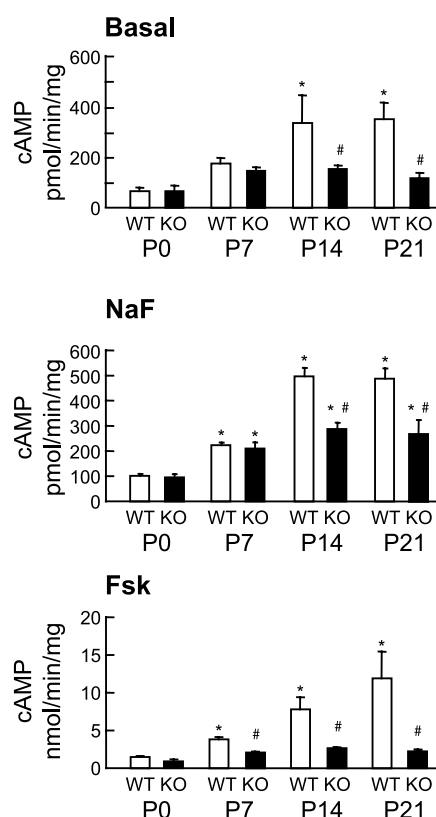 Basal
cAMP
pmol/min/mg
600
400
200
0
* *
# #
WT KO WT KO WT KO WT KO
P0 P7 P14 P21
NaF
cAMP
pmol/min/mg
600
500
400
300
200
100
0
* * * * * # * * #
WT KO WT KO WT KO WT KO
P0 P7 P14 P21
Fsk
cAMP
nmol/min/mg
20
15
10
5
0
* # * # * #
WT KO WT KO WT KO WT KO
P0 P7 P14 P21